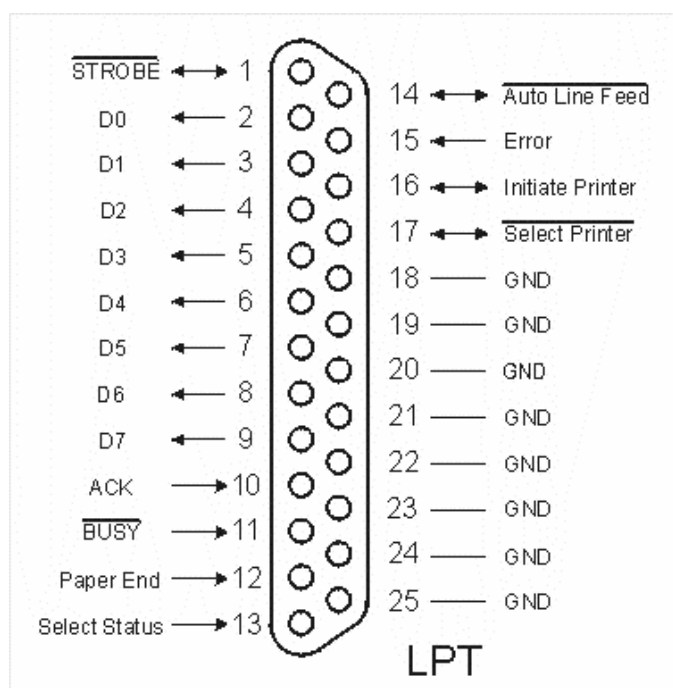 STROBE 1
D0 2
D1 3
D2 4
D3 5
D4 6
D5 7
D6 8
D7 9
ACK 10
BUSY 11
Paper End 12
Select Status 13
14 Auto Line Feed
15 Error
16 Initiate Printer
17 Select Printer
18 GND
19 GND
20 GND
21 GND
22 GND
23 GND
24 GND
25 GND
LPT